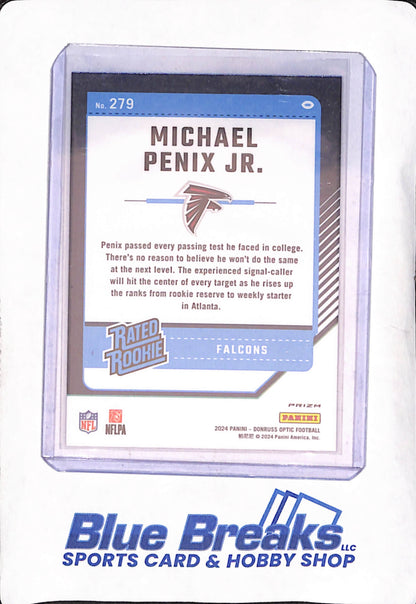 No. 279
MICHAEL
PENIX JR.
Penix passed every passing test he faced in college.
There's no reason to believe he won't do the same
at the next level. The experienced signal-caller
will hit the center of every target as he rises up
the ranks from rookie reserve to weekly starter
in Atlanta.
RATED
ROOKIE
FALCONS
PRIZM
NFL
NFLPA
PANINI
2024 PANINI - DONRUSS OPTIC FOOTBALL
© 2024 Panini America, Inc.
Blue Breaks LLC
SPORTS CARD & HOBBY SHOP